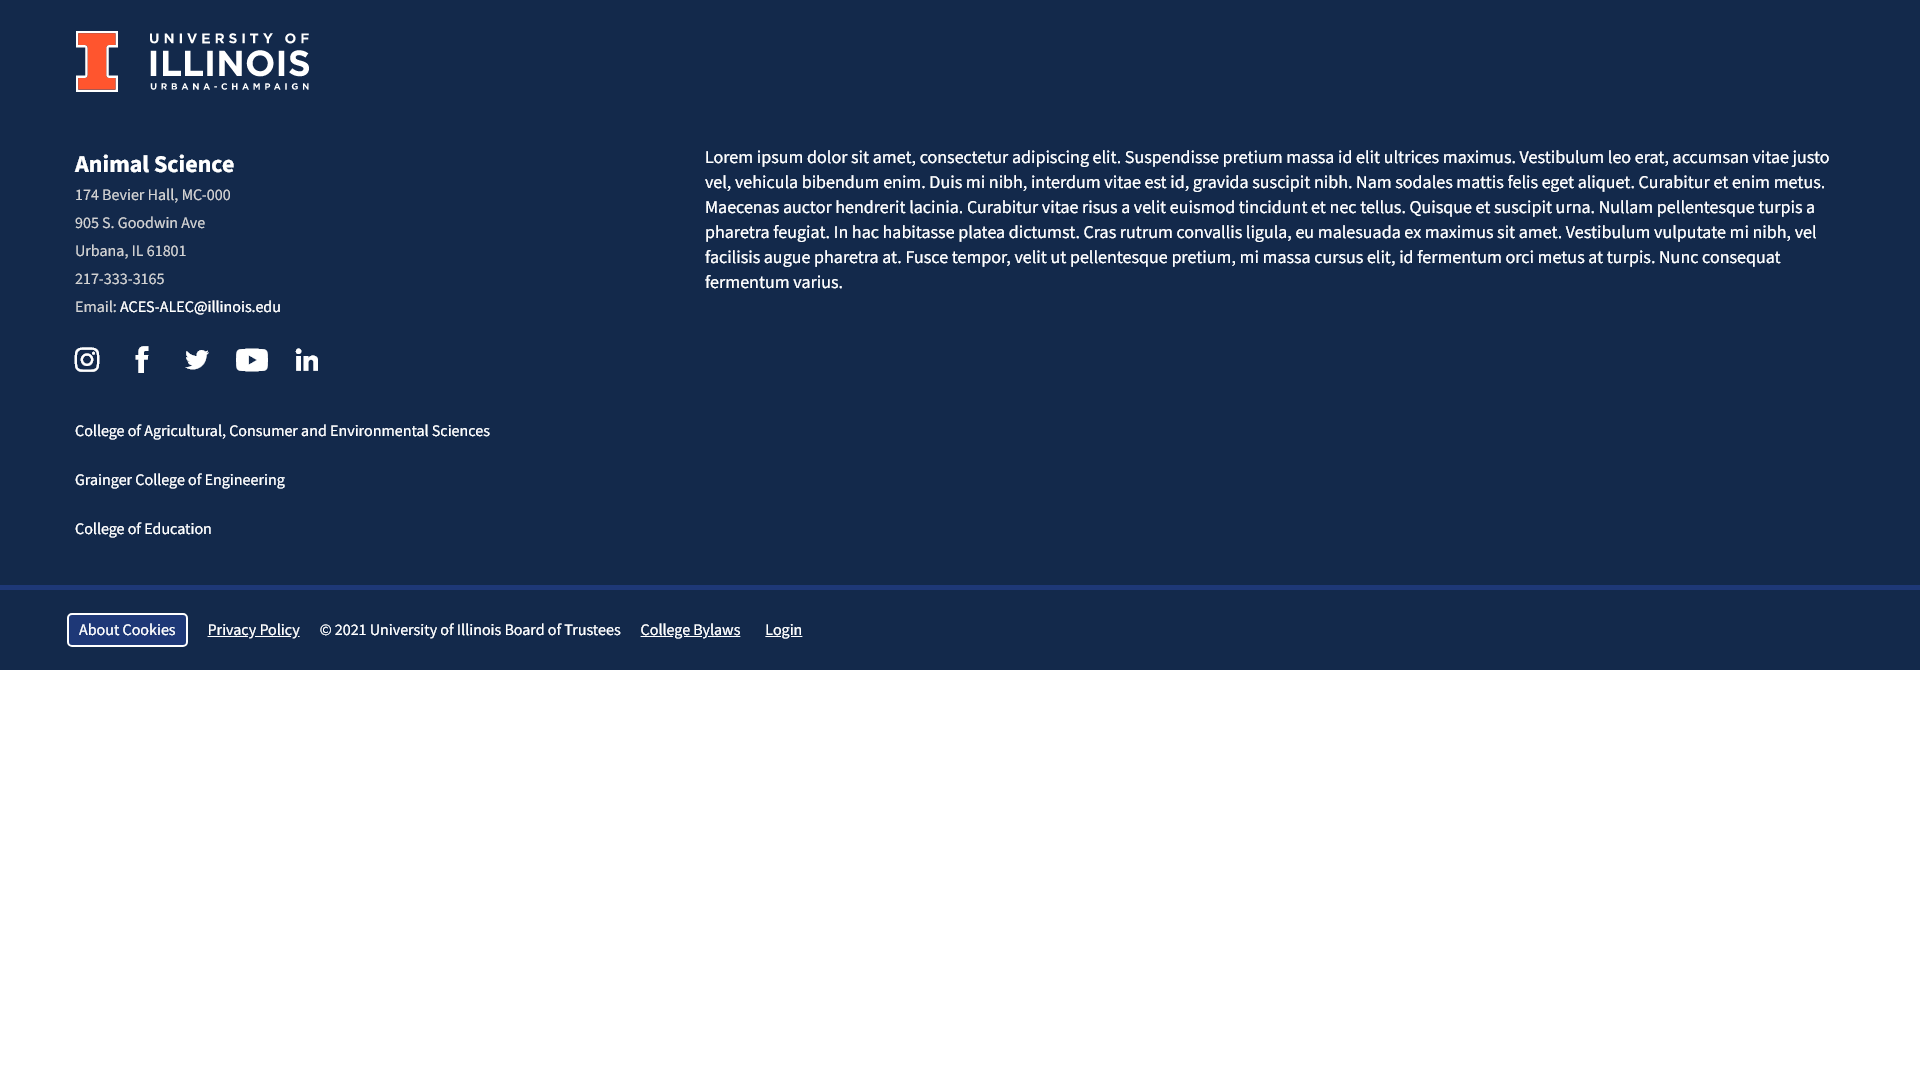 UNIVERSITY OF
ILLINOIS
URBANA-CHAMPAIGN
Animal Science
174 Bevier Hall, MC-000
905 S. Goodwin Ave
Urbana, IL 61801
217-333-3165
Email: ACES-ALEC@illinois.edu
College of Agricultural, Consumer and Environmental Sciences
Grainger College of Engineering
College of Education
Lorem ipsum dolor sit amet, consectetur adipiscing elit. Suspendisse pretium massa id elit ultrices maximus. Vestibulum leo erat, accumsan vitae justo
vel, vehicula bibendum enim. Duis mi nibh, interdum vitae est id, gravida suscipit nibh. Nam sodales mattis felis eget aliquet. Curabitur et enim metus.
Maecenas auctor hendrerit lacinia. Curabitur vitae risus a velit euismod tincidunt et nec tellus. Quisque et suscipit urna. Nullam pellentesque turpis a
pharetra feugiat. In hac habitasse platea dictumst. Cras rutrum convallis ligula, eu malesuada ex maximus sit amet. Vestibulum vulputate mi nibh, vel
facilisis augue pharetra at. Fusce tempor, velit ut pellentesque pretium, mi massa cursus elit, id fermentum orci metus at turpis. Nunc consequat
fermentum varius.
About Cookies Privacy Policy © 2021 University of Illinois Board of Trustees College Bylaws Login